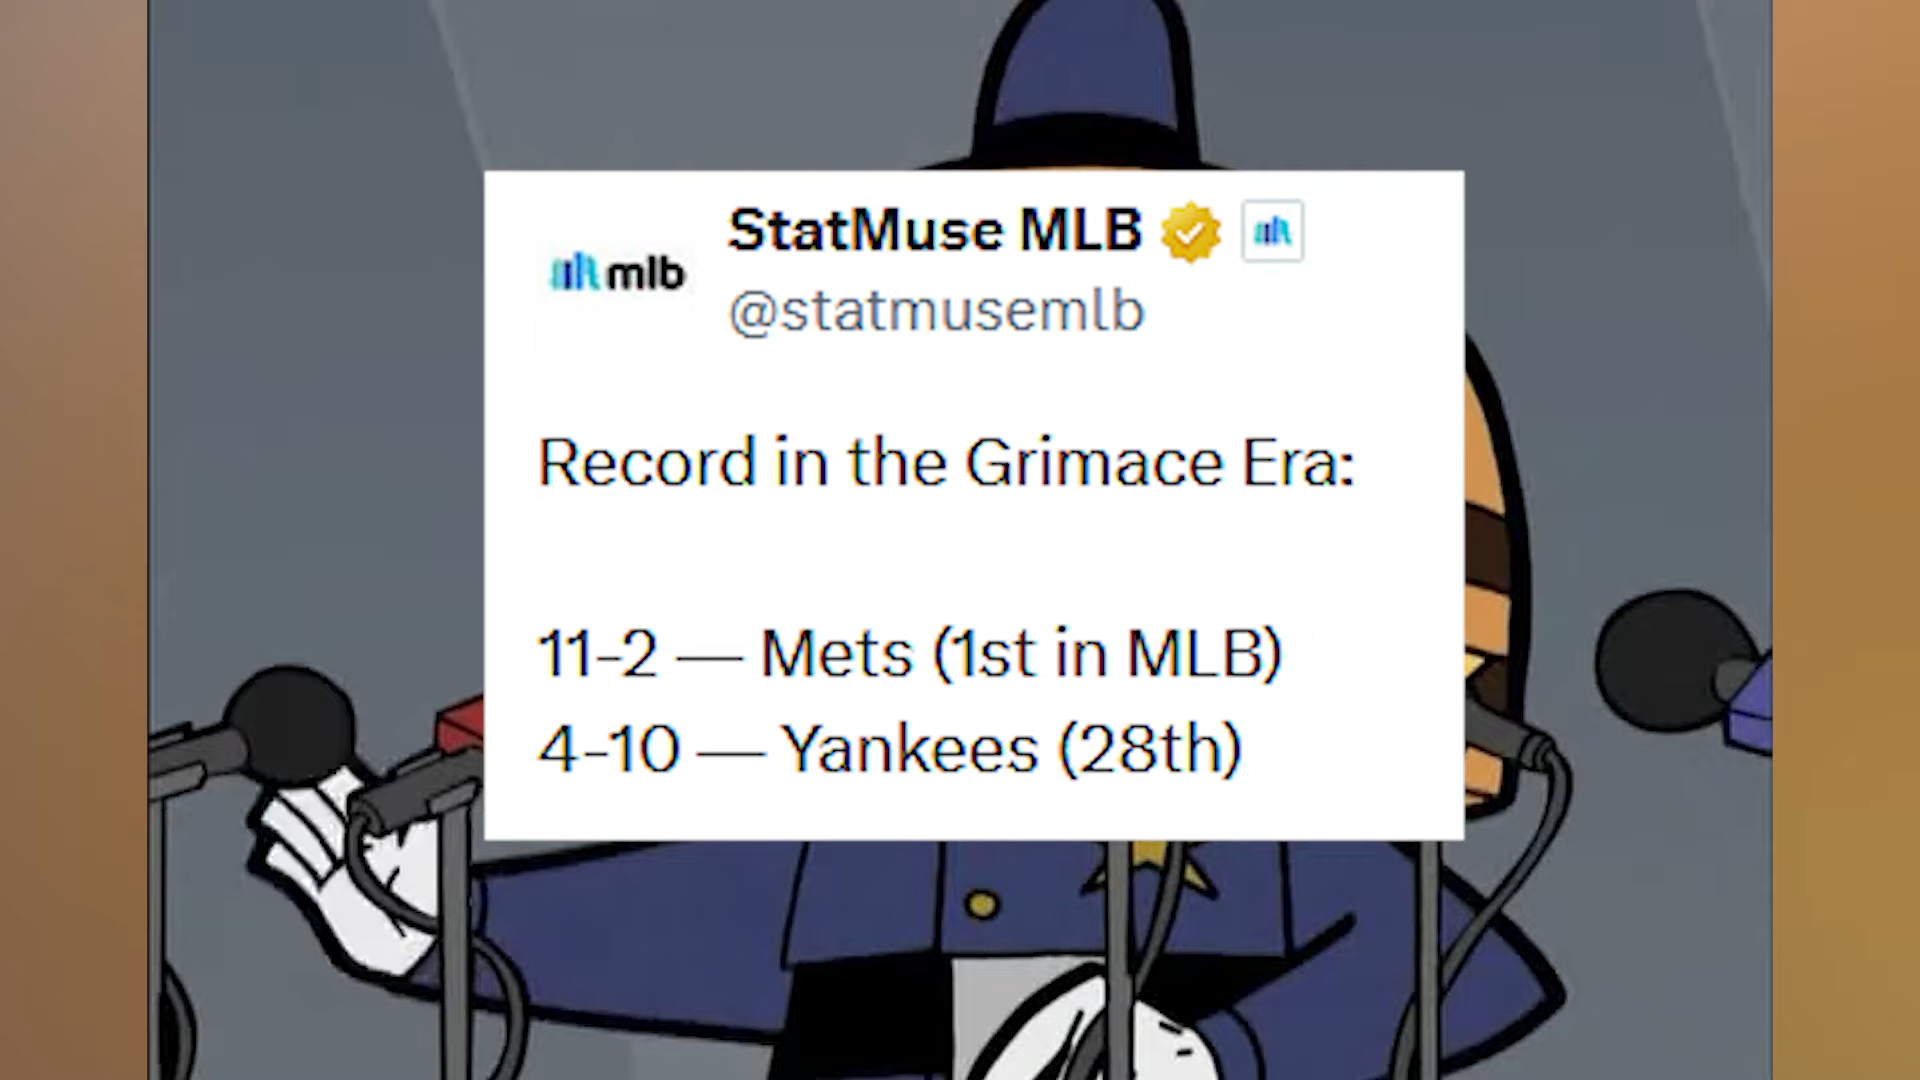 StatMuse MLB
mlb
@statmusemlb
Record in the Grimace Era:
11-2 — Mets (1st in MLB)
4-10 — Yankees (28th)